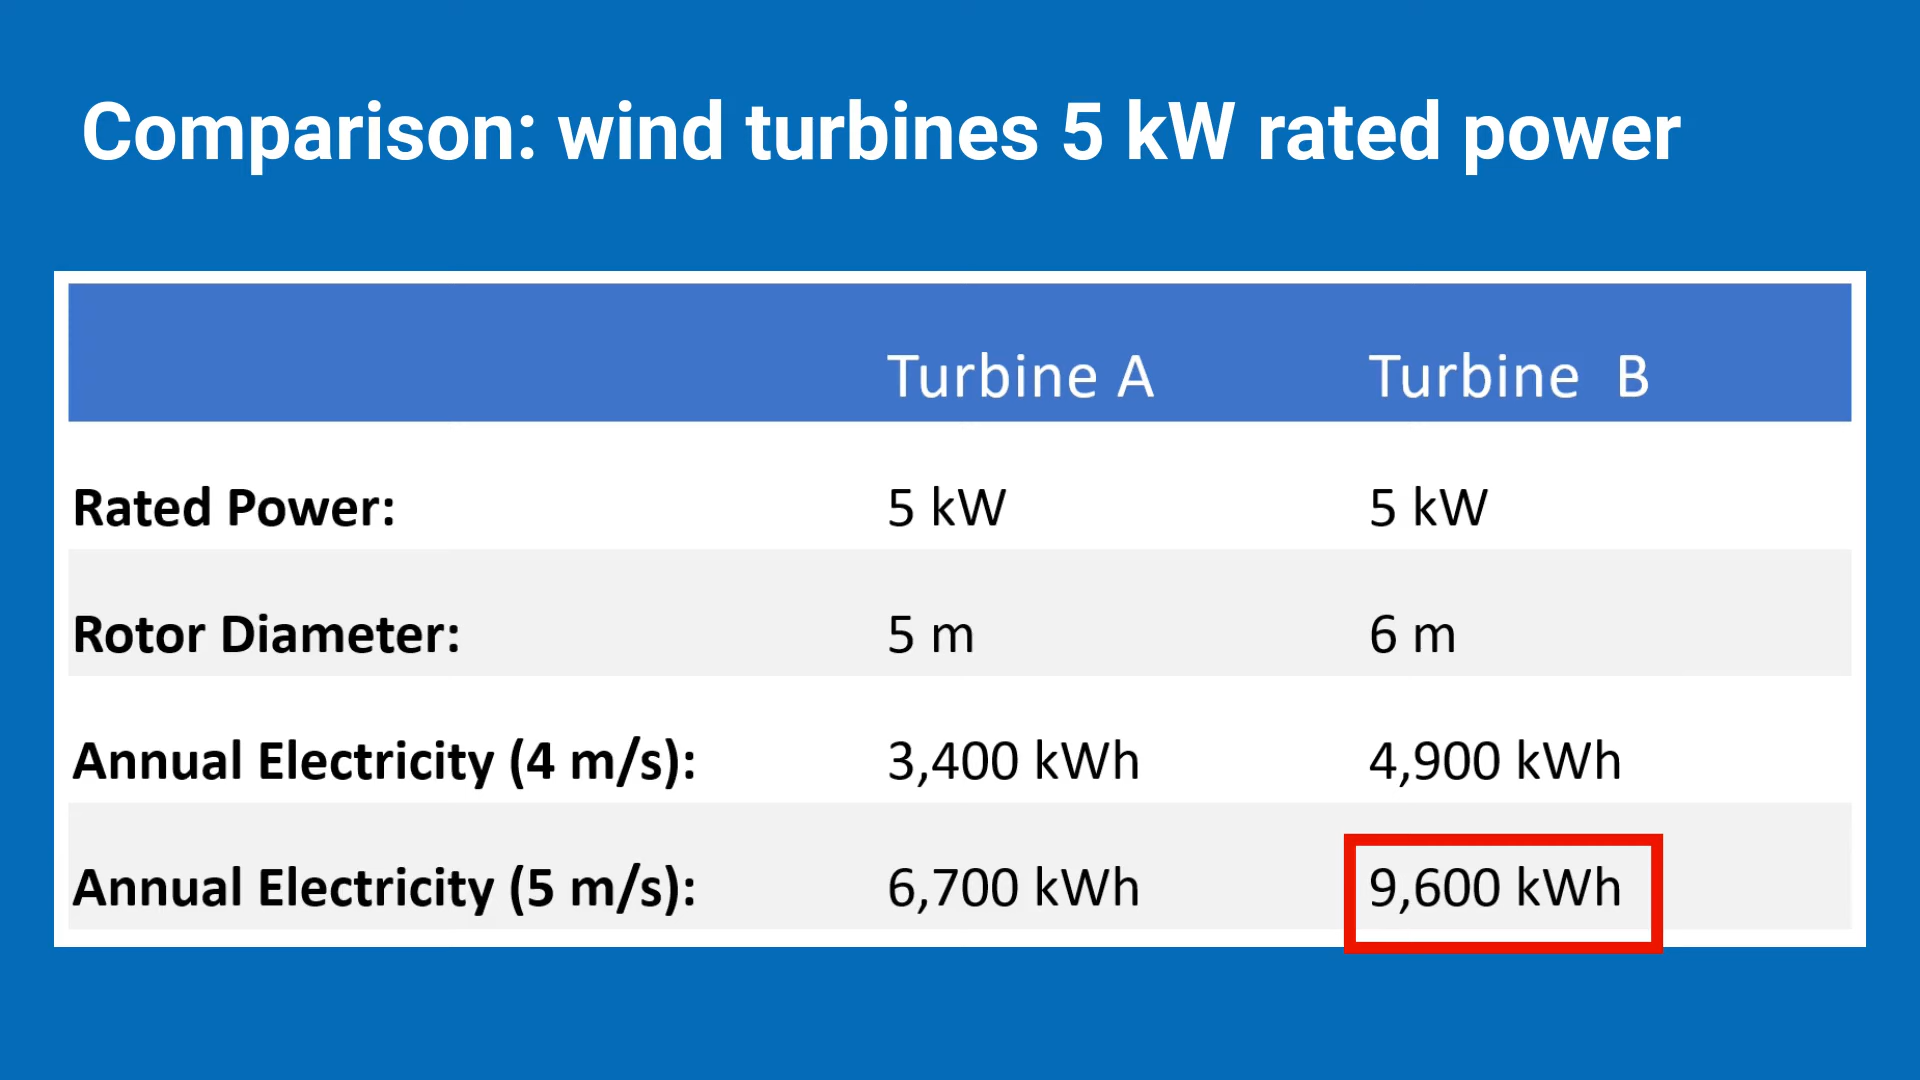 Comparison: wind turbines 5 kW rated power
Turbine A Turbine B
Rated Power: 5 kW 5 kW
Rotor Diameter: 5 m 6 m
Annual Electricity (4 m/s): 3,400 kWh 4,900 kWh
Annual Electricity (5 m/s): 6,700 kWh 9,600 kWh